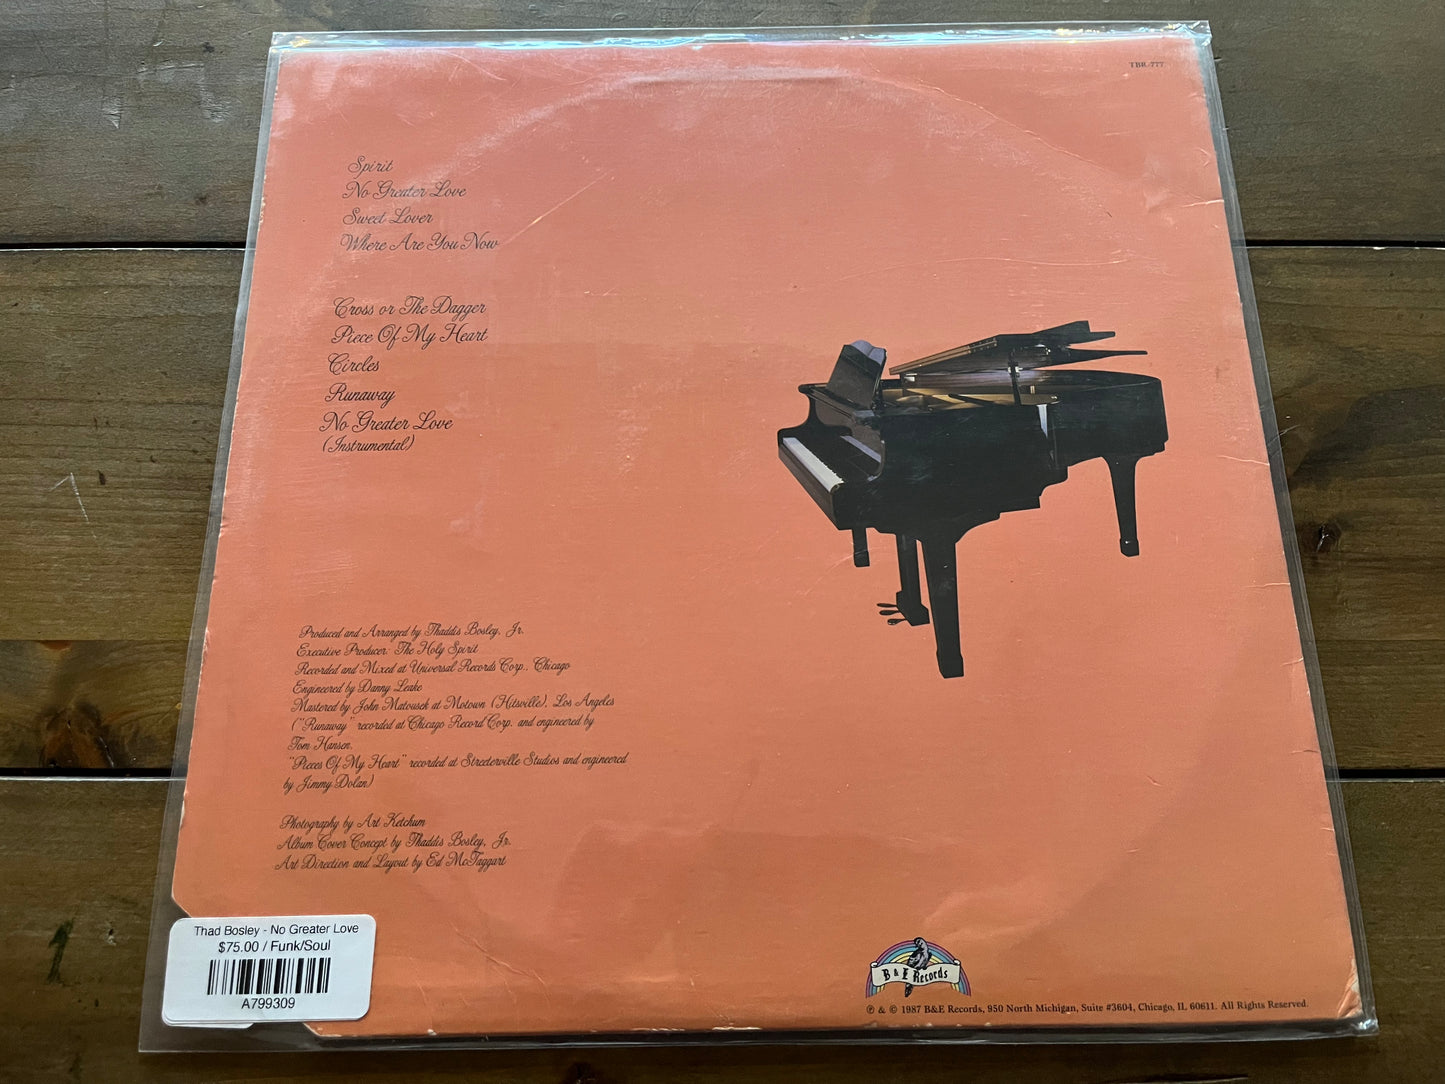 TBR-777
Spirit
No Greater Love
Sweet Lover
Where Are You Now
Cross or The Dagger
Piece Of My Heart
Circles
Runaway
No Greater Love
(Instrumental)
Produced and Arranged by Thaddis Bosley, Jr.
Executive Producer: The Holy Spirit
Recorded and Mixed at Universal Records Corp., Chicago
Engineered by Danny Leake
Mastered by John Matousek at Motown (Hitsville), Los Angeles
("Runaway" recorded at Chicago Record Corp. and engineered by
Tom Hansen,
"Pieces Of My Heart" recorded at Streeterville Studios and engineered
by Jimmy Dolan)
Photography by Art Ketchum
Album Cover Concept by Thaddis Bosley, Jr.
Art Direction and Layout by Ed McTaggart
Thad Bosley - No Greater Love
$75.00 / Funk/Soul
A799309
B & E Records
℗ & © 1987 B&E Records, 950 North Michigan, Suite #3604, Chicago, IL 60611. All Rights Reserved.